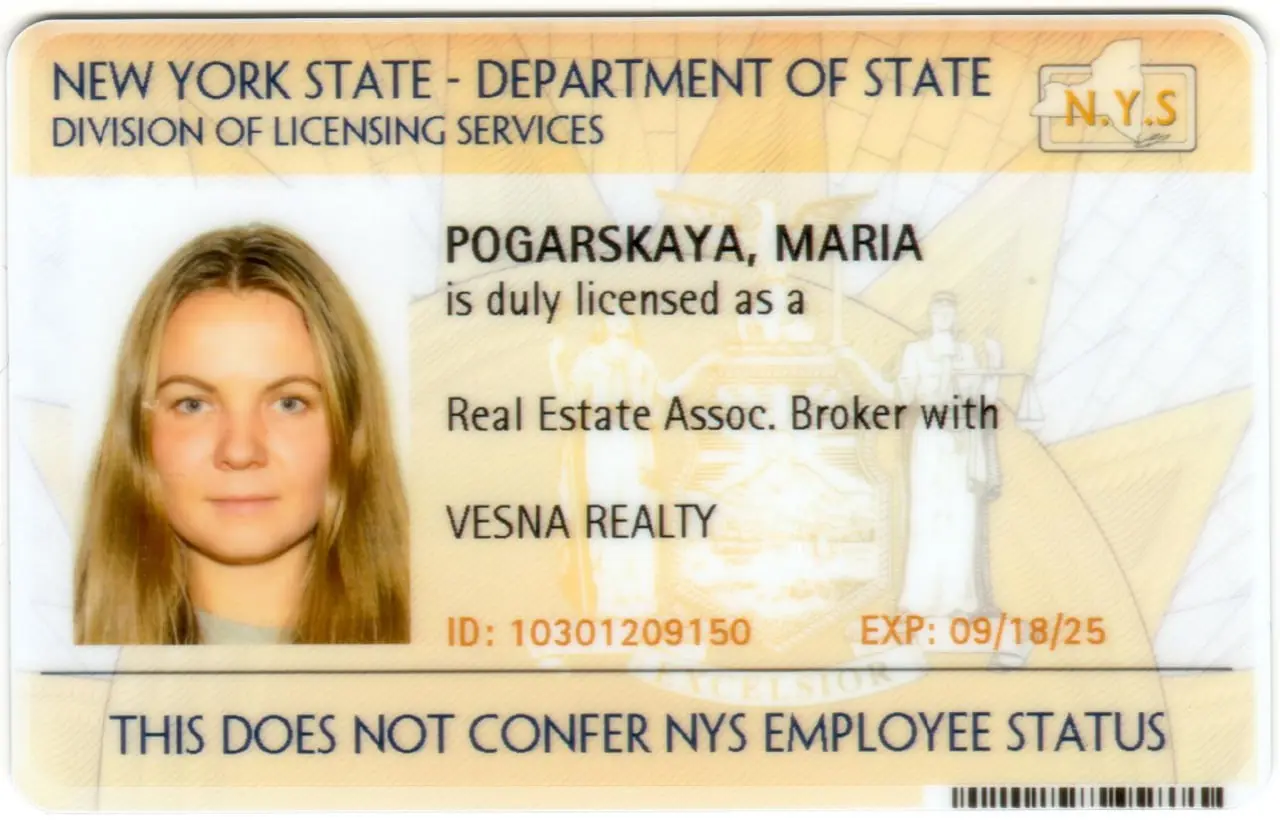 NEW YORK STATE - DEPARTMENT OF STATE
DIVISION OF LICENSING SERVICES
N.Y.S
POGARSKAYA, MARIA
is duly licensed as a
Real Estate Assoc. Broker with
VESNA REALTY
ID: 10301209150 EXP: 09/18/25
EXCELSIOR
THIS DOES NOT CONFER NYS EMPLOYEE STATUS